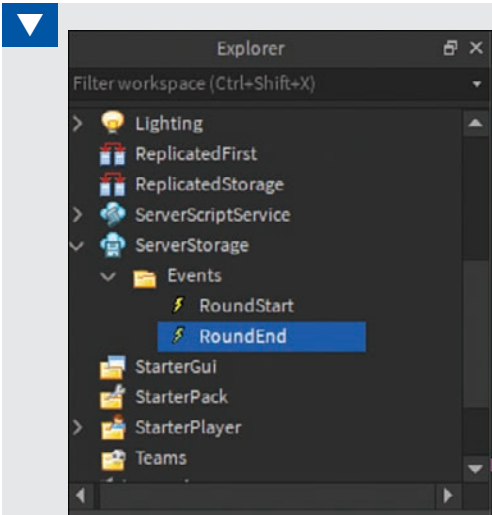 Explorer
Filter workspace (Ctrl+Shift+X)
Lighting
ReplicatedFirst
ReplicatedStorage
ServerScriptService
ServerStorage
Events
RoundStart
RoundEnd
StarterGui
StarterPack
StarterPlayer
Teams